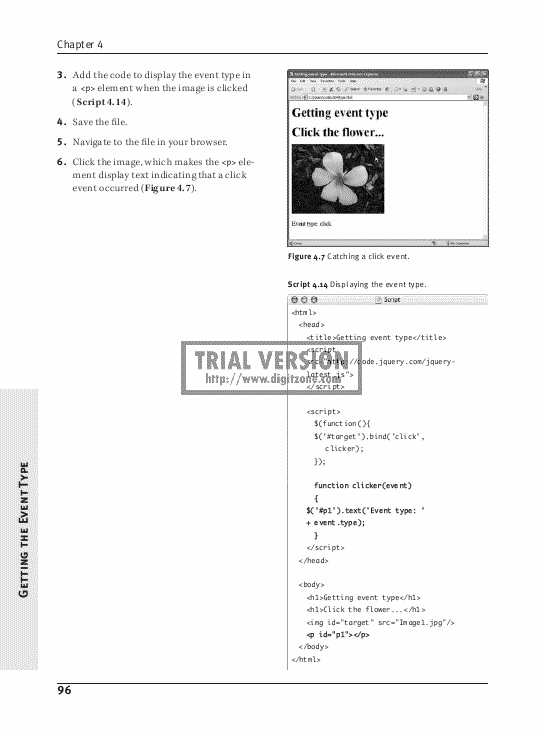 Chapter 4
3. Add the code to display the event type in
a <p> element when the image is clicked
(Script 4.14).
4. Save the file.
5. Navigate to the file in your browser.
6. Click the image, which makes the <p> ele-
ment display text indicating that a click
event occurred (Figure 4.7).
Getting event type
Click the flower...
Event type: click
Figure 4.7 Catching a click event.
Script 4.14 Displaying the event type.
Script
<html>
<head>
<title>Getting event type</title>
<script
src="http://code.jquery.com/jquery-
latest.js">
</script>
TRIAL VERSION
http://www.digitzone.com
<script>
$(function(){
$('#target').bind('click',
clicker);
});
function clicker(event)
{
$('#p1').text('Event type: '
+ event.type);
}
</script>
</head>
<body>
<h1>Getting event type</h1>
<h1>Click the flower...</h1>
<img id="target" src="Image1.jpg"/>
<p id="p1"></p>
</body>
</html>
Getting the Event Type
96